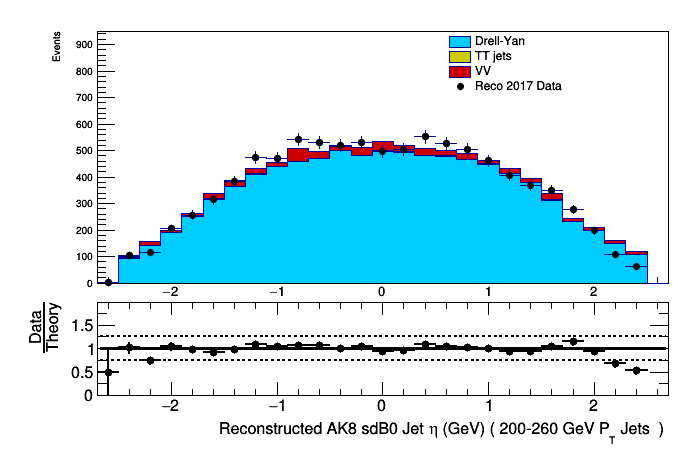 Events
900
800
700
600
500
400
300
200
100
0
Drell-Yan
TT jets
VV
Reco 2017 Data
−2 −1 0 1 2
Data
Theory
1.5
1
0.5
0
−2 −1 0 1 2
Reconstructed AK8 sdB0 Jet η (GeV) ( 200-260 GeV P_T Jets )